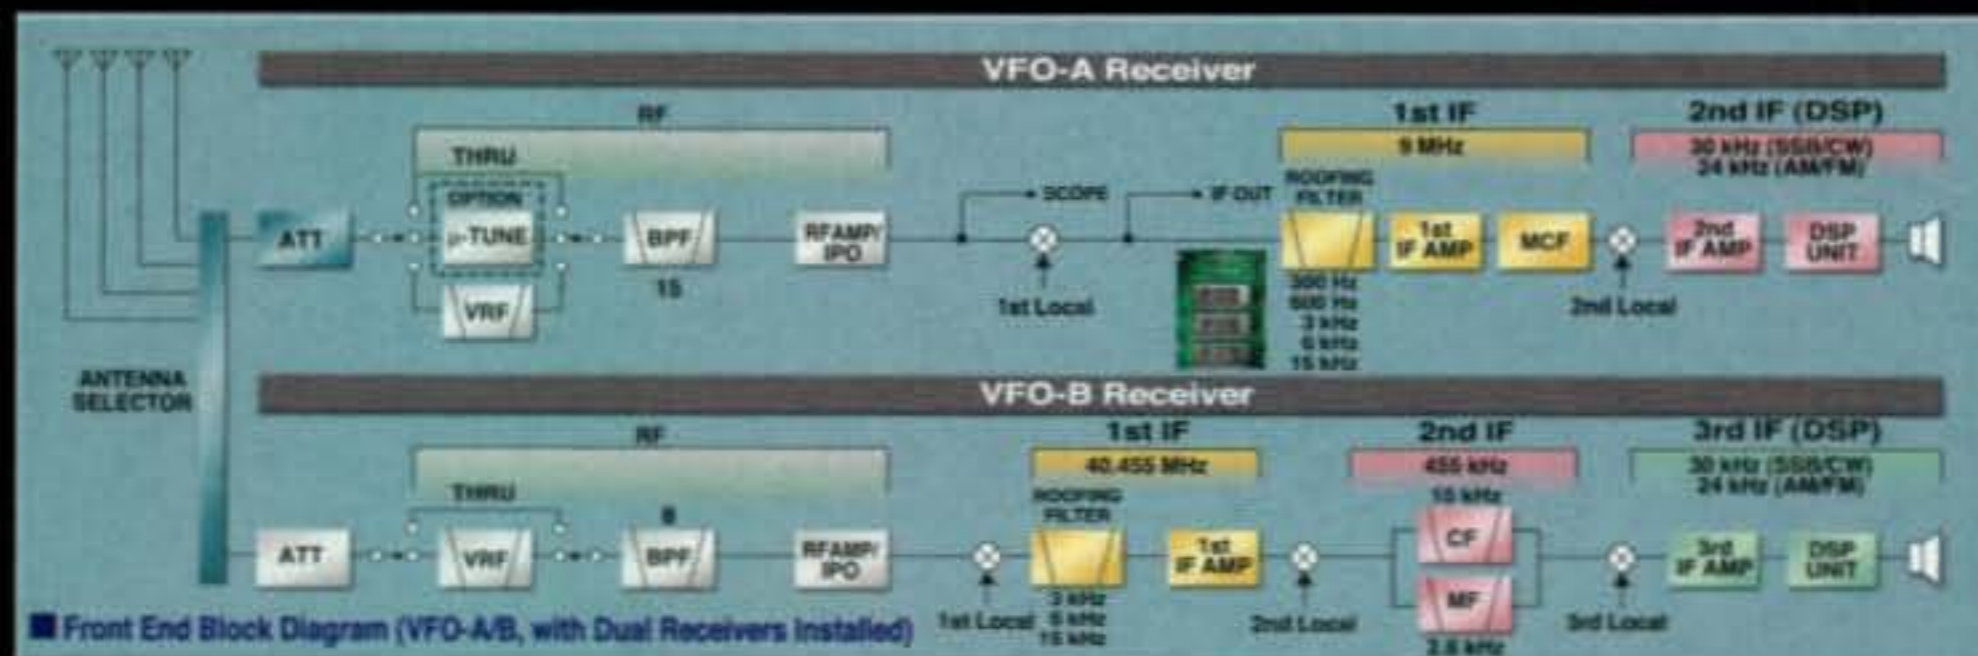 VFO-A Receiver
RF
1st IF
2nd IF (DSP)
THRU
9 MHz
30 kHz (SSB/CW)
24 kHz (AM/FM)
OPTION
SCOPE
IF OUT
ROOFING
FILTER
ATT
μ-TUNE
BPF
RF AMP/
IPO
1st
IF AMP
MCF
2nd
IF AMP
DSP
UNIT
15
VRF
1st Local
300 Hz
600 Hz
3 kHz
6 kHz
15 kHz
2nd Local
ANTENNA
SELECTOR
VFO-B Receiver
RF
1st IF
2nd IF
3rd IF (DSP)
40.455 MHz
455 kHz
30 kHz (SSB/CW)
24 kHz (AM/FM)
THRU
ROOFING
FILTER
15 kHz
8
ATT
VRF
BPF
RF AMP/
IPO
1st
IF AMP
CF
MF
3rd
IF AMP
DSP
UNIT
1st Local
3 kHz
6 kHz
15 kHz
2nd Local
3rd Local
Front End Block Diagram (VFO-A/B, with Dual Receivers Installed)